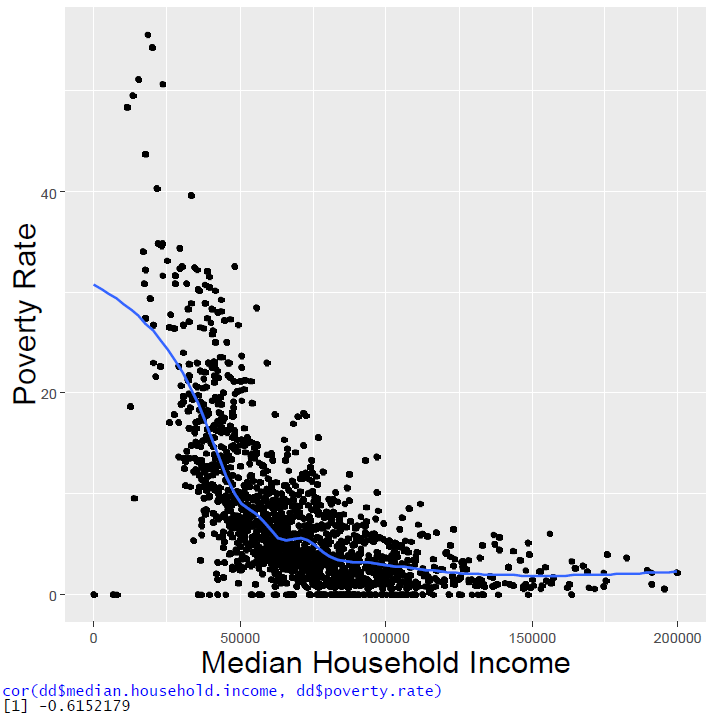 Poverty Rate
40
20
0
0 50000 100000 150000 200000
Median Household Income
cor(dd$median.household.income, dd$poverty.rate)
[1] -0.6152179